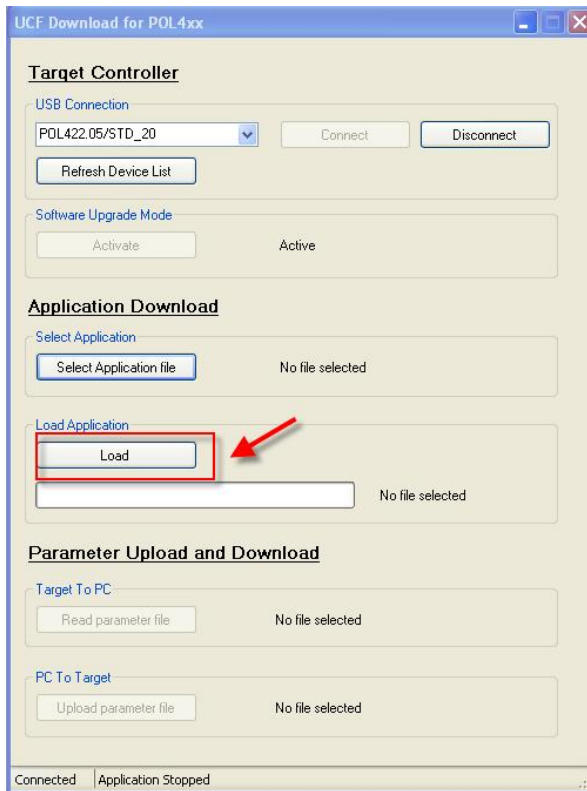 UCF Download for POL4xx
Target Controller
USB Connection
POL422.05/STD_20
Connect
Disconnect
Refresh Device List
Software Upgrade Mode
Activate
Active
Application Download
Select Application
Select Application file
No file selected
Load Application
Load
No file selected
Parameter Upload and Download
Target To PC
Read parameter file
No file selected
PC To Target
Upload parameter file
No file selected
Connected
Application Stopped